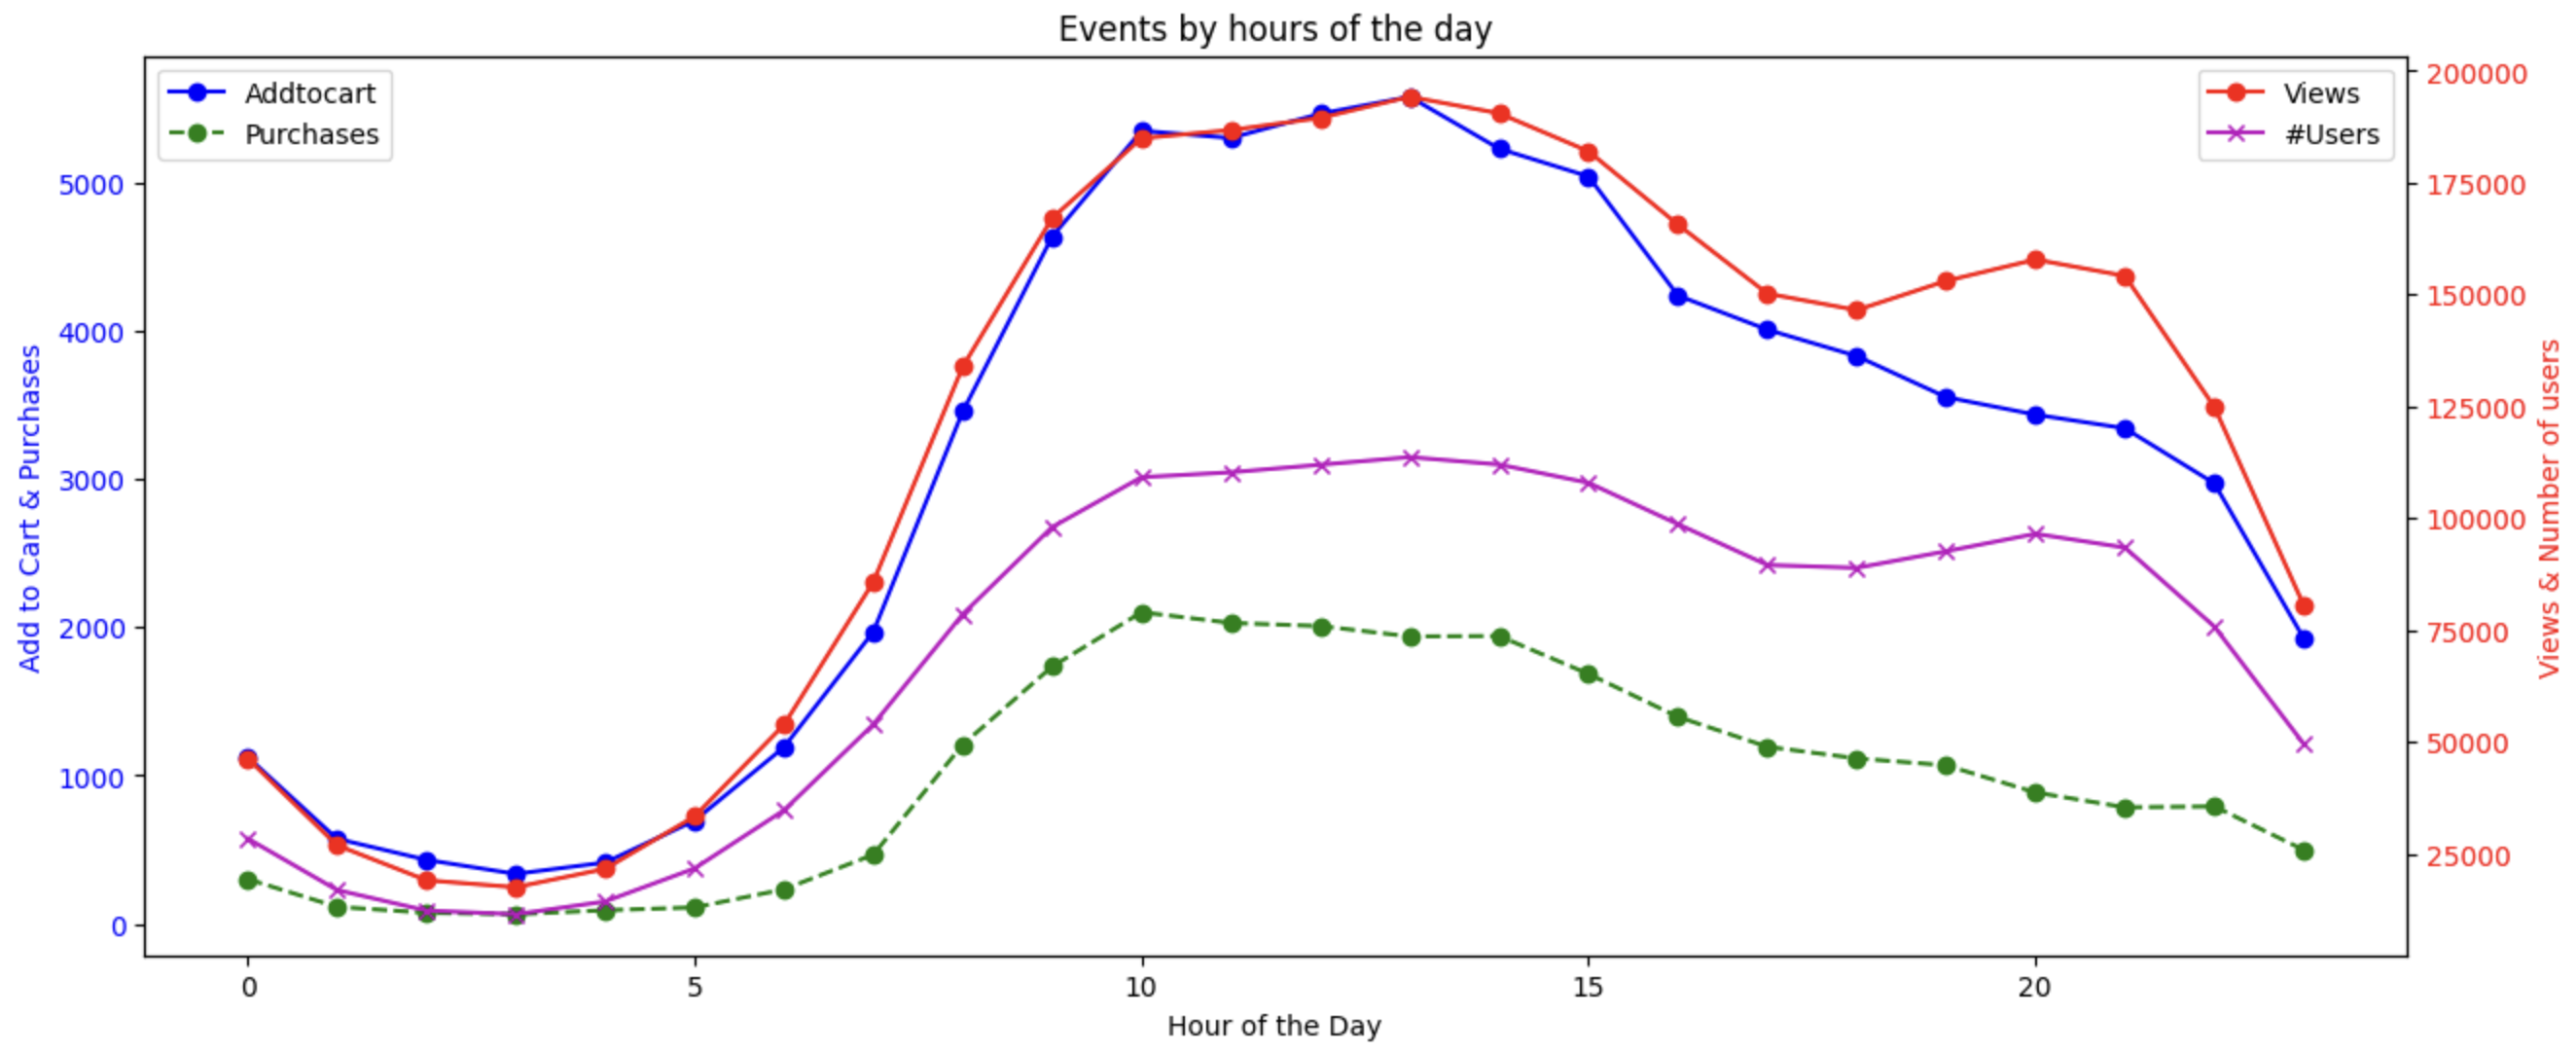 Events by hours of the day
Addtocart
Purchases
Views
#Users
Add to Cart & Purchases
5000
4000
3000
2000
1000
0
200000
175000
150000
125000
100000
75000
50000
25000
Views & Number of users
0 5 10 15 20
Hour of the Day